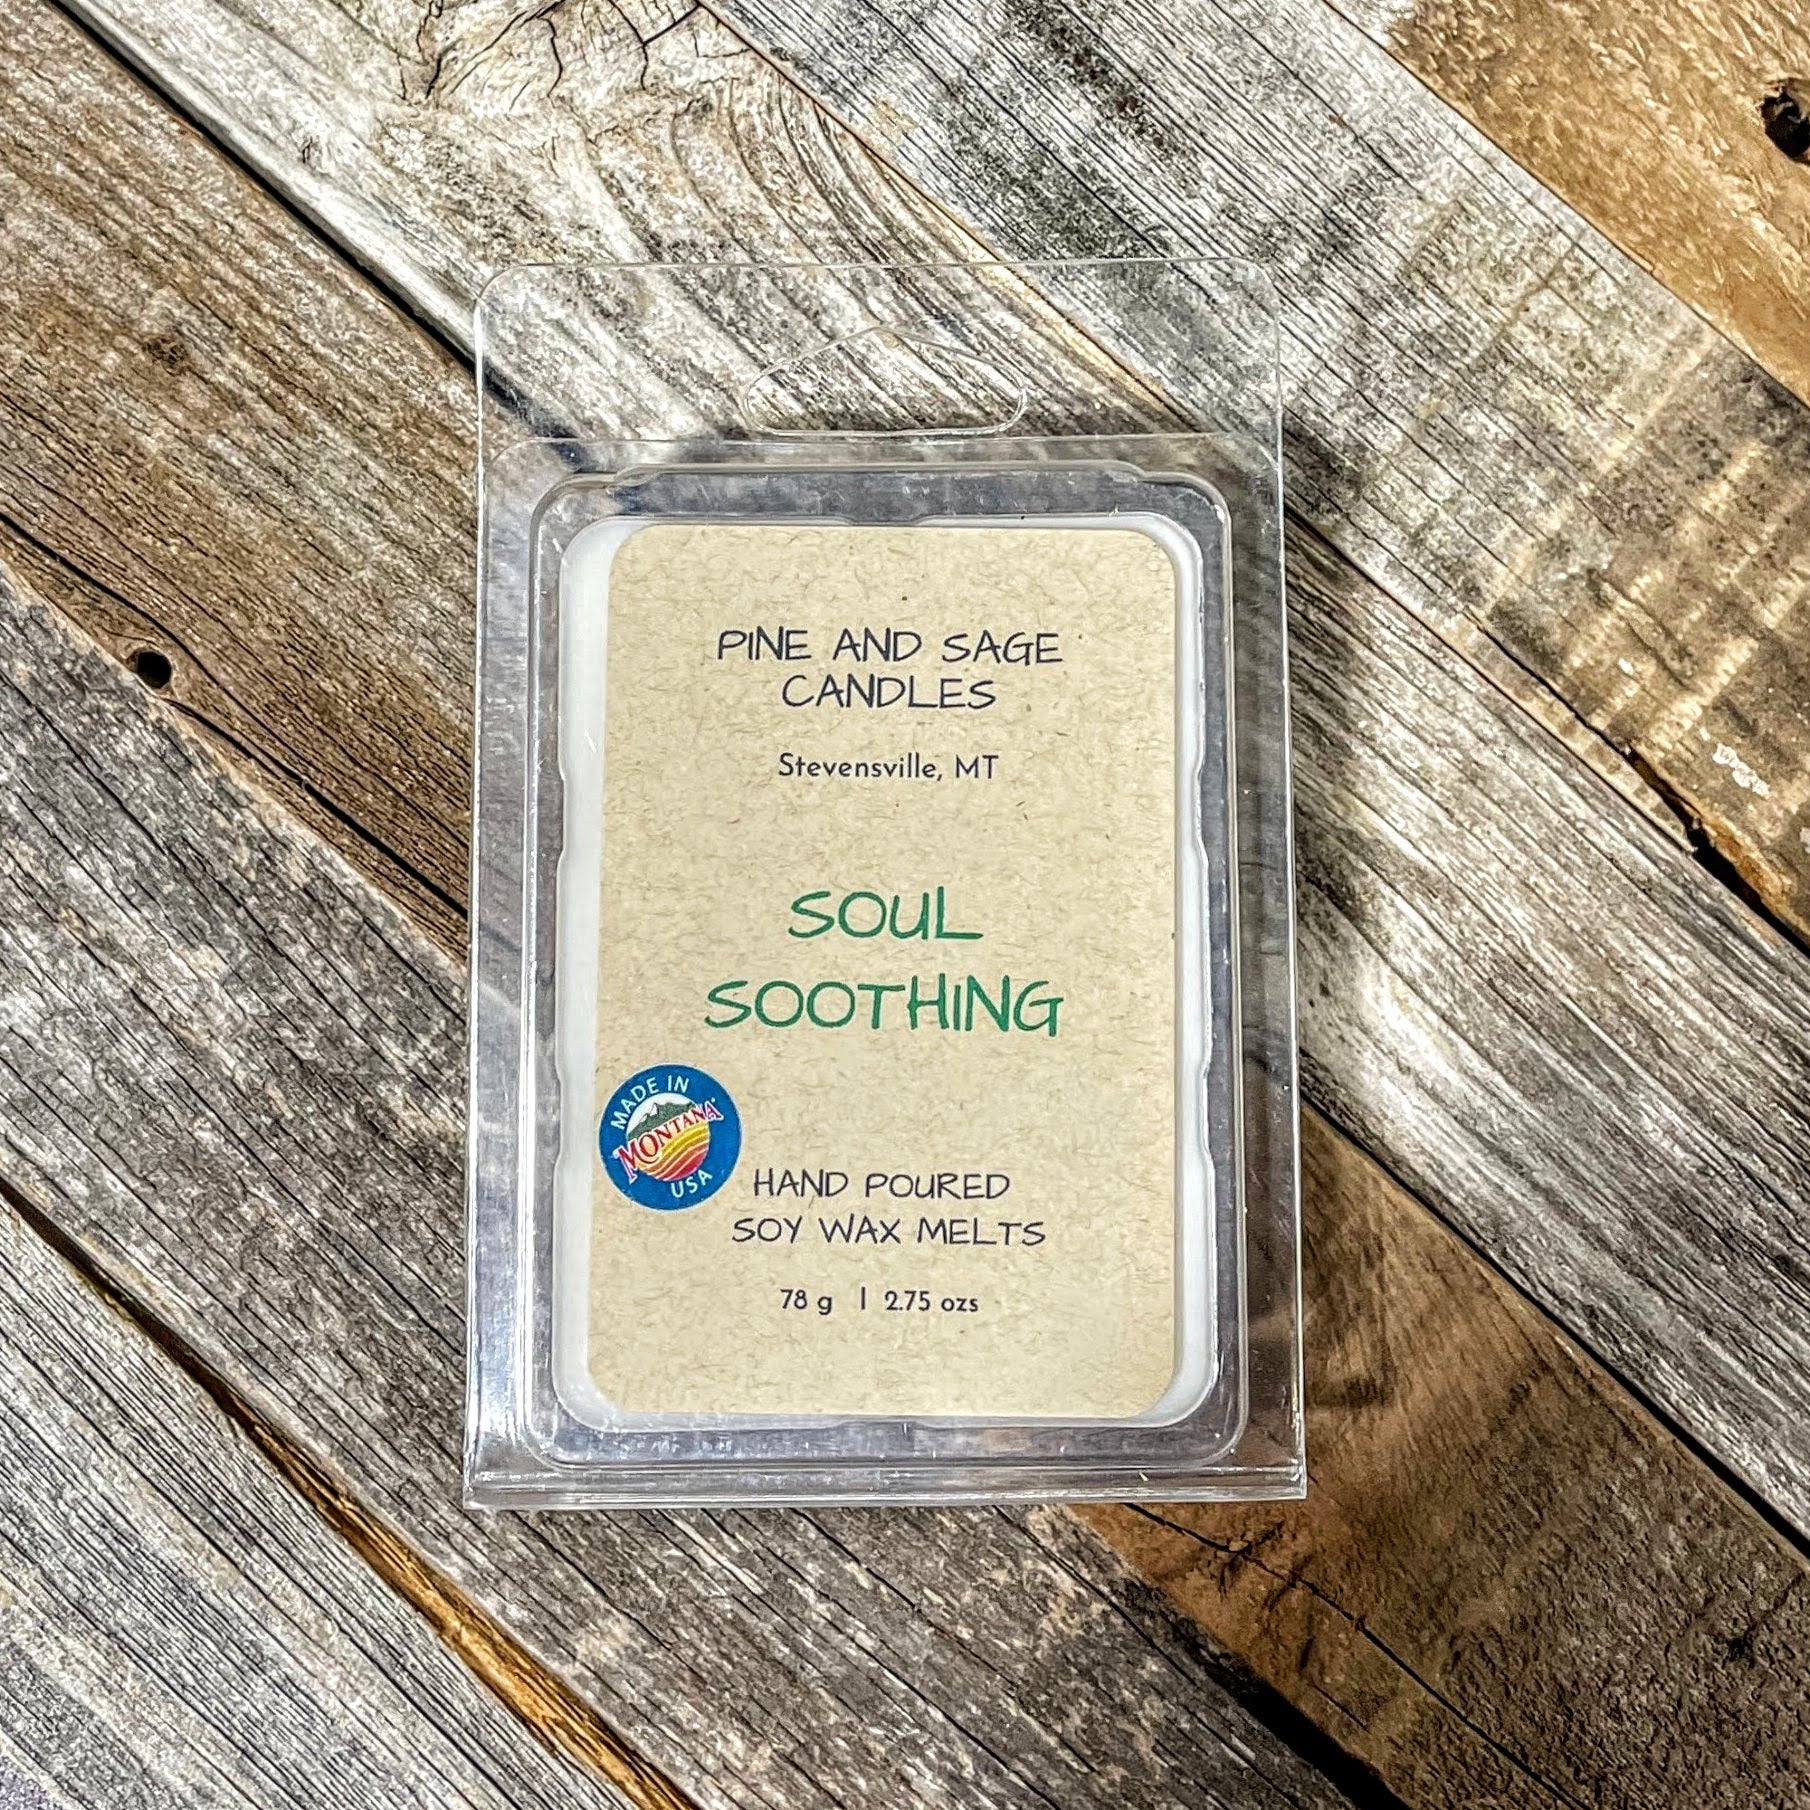 PINE AND SAGE
CANDLES
Stevensville, MT
SOUL
SOOTHING
MADE IN
MONTANA
USA
HAND POURED
SOY WAX MELTS
78 g | 2.75 ozs